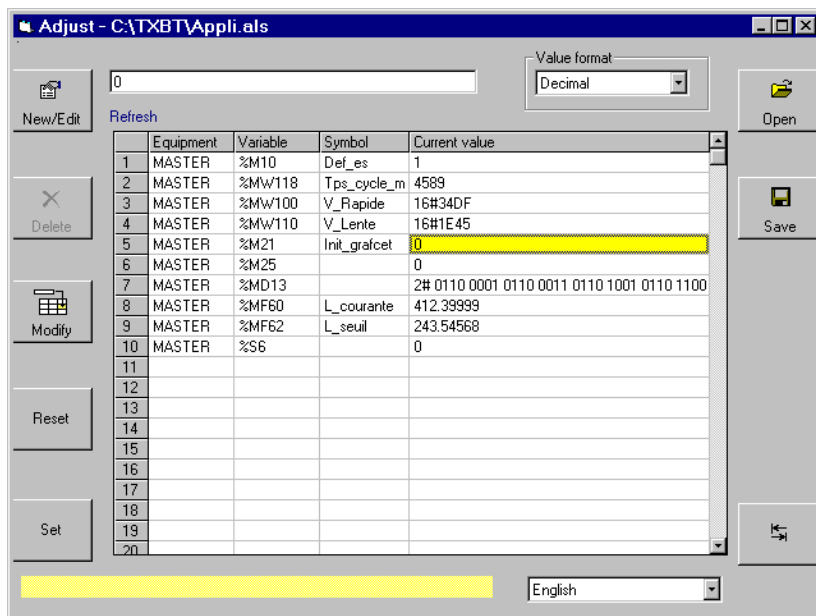 Adjust - C:\TXBT\Appli.als
Value format
0
Decimal
New/Edit
Open
Refresh
Equipment Variable Symbol Current value
1 MASTER %M10 Def_es 1
2 MASTER %MW118 Tps_cycle_m 4589
3 MASTER %MW100 V_Rapide 16#34DF
4 MASTER %MW110 V_Lente 16#1E45
5 MASTER %M21 Init_grafcet 0
6 MASTER %M25 0
7 MASTER %MD13 2# 0110 0001 0110 0011 0110 1001 0110 1100
8 MASTER %MF60 L_courante 412.39999
9 MASTER %MF62 L_seuil 243.54568
10 MASTER %S6 0
11
12
13
14
15
16
17
18
19
20
Delete
Save
Modify
Reset
Set
English